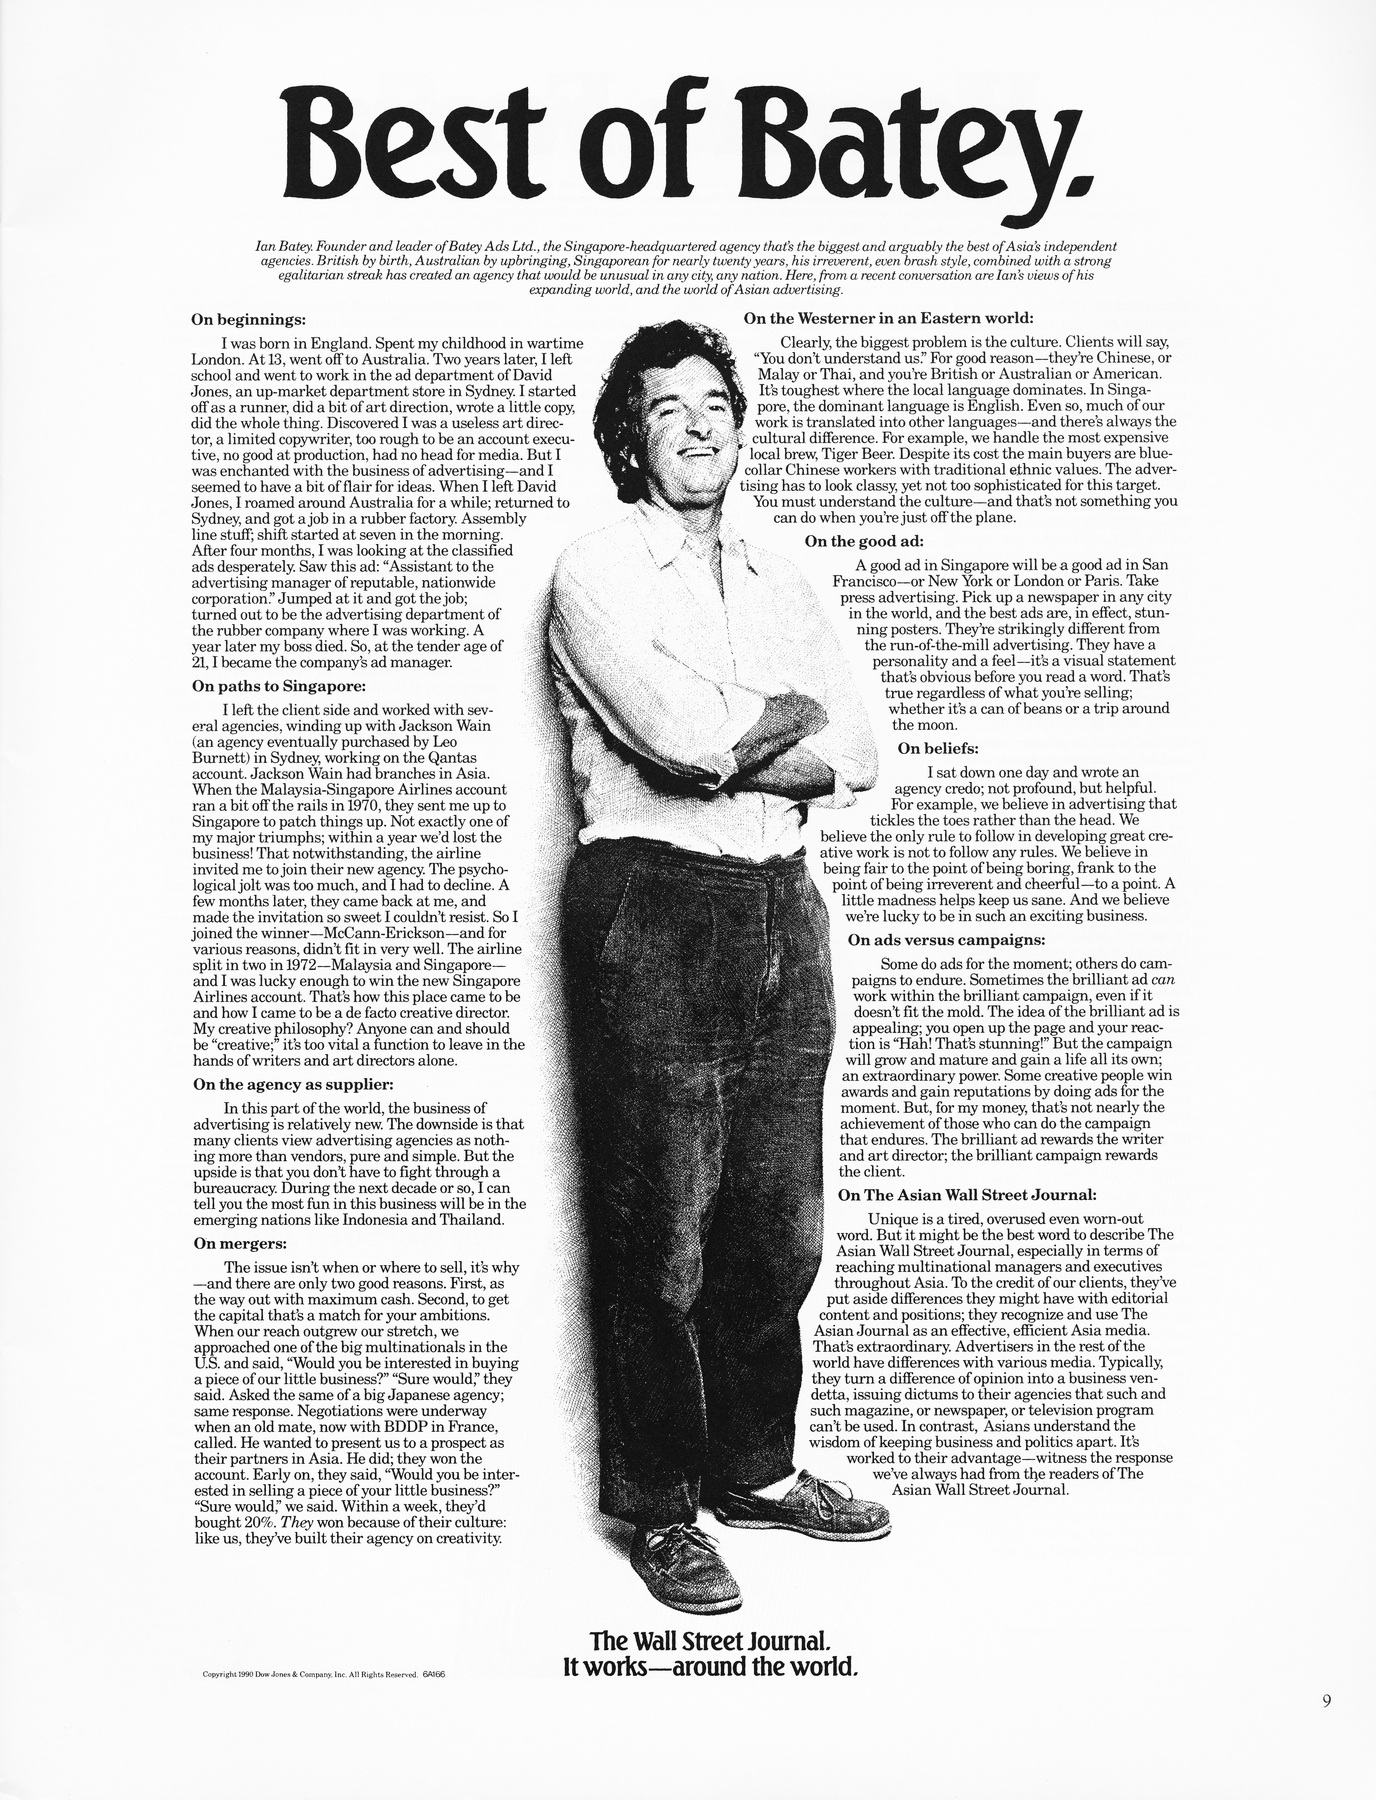 Best of Batey.
Ian Batey. Founder and leader of Batey Ads Ltd., the Singapore-headquartered agency that's the biggest and arguably the best of Asia's independent
agencies. British by birth, Australian by upbringing, Singaporean for nearly twenty years, his irreverent, even brash style, combined with a strong
egalitarian streak has created an agency that would be unusual in any city, any nation. Here, from a recent conversation are Ian's views of his
expanding world, and the world of Asian advertising.
On beginnings:
I was born in England. Spent my childhood in wartime
London. At 13, went off to Australia. Two years later, I left
school and went to work in the ad department of David
Jones, an up-market department store in Sydney. I started
off as a runner, did a bit of art direction, wrote a little copy,
did the whole thing. Discovered I was a useless art direc-
tor, a limited copywriter, too rough to be an account execu-
tive, no good at production, had no head for media. But I
was enchanted with the business of advertising—and I
seemed to have a bit of flair for ideas. When I left David
Jones, I roamed around Australia for a while; returned to
Sydney, and got a job in a rubber factory. Assembly
line stuff; shift started at seven in the morning.
After four months, I was looking at the classified
ads desperately. Saw this ad: "Assistant to the
advertising manager of reputable, nationwide
corporation." Jumped at it and got the job;
turned out to be the advertising department of
the rubber company where I was working. A
year later my boss died. So, at the tender age of
21, I became the company's ad manager.
On paths to Singapore:
I left the client side and worked with sev-
eral agencies, winding up with Jackson Wain
(an agency eventually purchased by Leo
Burnett) in Sydney, working on the Qantas
account. Jackson Wain had branches in Asia.
When the Malaysia-Singapore Airlines account
ran a bit off the rails in 1970, they sent me up to
Singapore to patch things up. Not exactly one of
my major triumphs; within a year we'd lost the
business! That notwithstanding, the airline
invited me to join their new agency. The psycho-
logical jolt was too much, and I had to decline. A
few months later, they came back at me, and
made the invitation so sweet I couldn't resist. So I
joined the winner—McCann-Erickson—and for
various reasons, didn't fit in very well. The airline
split in two in 1972—Malaysia and Singapore—
and I was lucky enough to win the new Singapore
Airlines account. That's how this place came to be
and how I came to be a de facto creative director.
My creative philosophy? Anyone can and should
be "creative;" it's too vital a function to leave in the
hands of writers and art directors alone.
On the agency as supplier:
In this part of the world, the business of
advertising is relatively new. The downside is that
many clients view advertising agencies as noth-
ing more than vendors, pure and simple. But the
upside is that you don't have to fight through a
bureaucracy. During the next decade or so, I can
tell you the most fun in this business will be in the
emerging nations like Indonesia and Thailand.
On mergers:
The issue isn't when or where to sell, it's why
—and there are only two good reasons. First, as
the way out with maximum cash. Second, to get
the capital that's a match for your ambitions.
When our reach outgrew our stretch, we
approached one of the big multinationals in the
U.S. and said, "Would you be interested in buying
a piece of our little business?" "Sure would," they
said. Asked the same of a big Japanese agency;
same response. Negotiations were underway
when an old mate, now with BDDP in France,
called. He wanted to present us to a prospect as
their partners in Asia. He did; they won the
account. Early on, they said, "Would you be inter-
ested in selling a piece of your little business?"
"Sure would," we said. Within a week, they'd
bought 20%. They won because of their culture:
like us, they've built their agency on creativity.
On the Westerner in an Eastern world:
Clearly, the biggest problem is the culture. Clients will say,
"You don't understand us." For good reason—they're Chinese, or
Malay or Thai, and you're British or Australian or American.
It's toughest where the local language dominates. In Singa-
pore, the dominant language is English. Even so, much of our
work is translated into other languages—and there's always the
cultural difference. For example, we handle the most expensive
local brew, Tiger Beer. Despite its cost the main buyers are blue-
collar Chinese workers with traditional ethnic values. The adver-
tising has to look classy, yet not too sophisticated for this target.
You must understand the culture—and that's not something you
can do when you're just off the plane.
On the good ad:
A good ad in Singapore will be a good ad in San
Francisco—or New York or London or Paris. Take
press advertising. Pick up a newspaper in any city
in the world, and the best ads are, in effect, stun-
ning posters. They're strikingly different from
the run-of-the-mill advertising. They have a
personality and a feel—it's a visual statement
that's obvious before you read a word. That's
true regardless of what you're selling;
whether it's a can of beans or a trip around
the moon.
On beliefs:
I sat down one day and wrote an
agency credo; not profound, but helpful.
For example, we believe in advertising that
tickles the toes rather than the head. We
believe the only rule to follow in developing great cre-
ative work is not to follow any rules. We believe in
being fair to the point of being boring, frank to the
point of being irreverent and cheerful—to a point. A
little madness helps keep us sane. And we believe
we're lucky to be in such an exciting business.
On ads versus campaigns:
Some do ads for the moment; others do cam-
paigns to endure. Sometimes the brilliant ad can
work within the brilliant campaign, even if it
doesn't fit the mold. The idea of the brilliant ad is
appealing; you open up the page and your reac-
tion is "Hah! That's stunning!" But the campaign
will grow and mature and gain a life all its own;
an extraordinary power. Some creative people win
awards and gain reputations by doing ads for the
moment. But, for my money, that's not nearly the
achievement of those who can do the campaign
that endures. The brilliant ad rewards the writer
and art director; the brilliant campaign rewards
the client.
On The Asian Wall Street Journal:
Unique is a tired, overused even worn-out
word. But it might be the best word to describe The
Asian Wall Street Journal, especially in terms of
reaching multinational managers and executives
throughout Asia. To the credit of our clients, they've
put aside differences they might have with editorial
content and positions; they recognize and use The
Asian Journal as an effective, efficient Asia media.
That's extraordinary. Advertisers in the rest of the
world have differences with various media. Typically,
they turn a difference of opinion into a business ven-
detta, issuing dictums to their agencies that such and
such magazine, or newspaper, or television program
can't be used. In contrast, Asians understand the
wisdom of keeping business and politics apart. It's
worked to their advantage—witness the response
we've always had from the readers of The
Asian Wall Street Journal.
The Wall Street Journal.
It works—around the world.
Copyright 1990 Dow Jones & Company, Inc. All Rights Reserved. 6A166
9